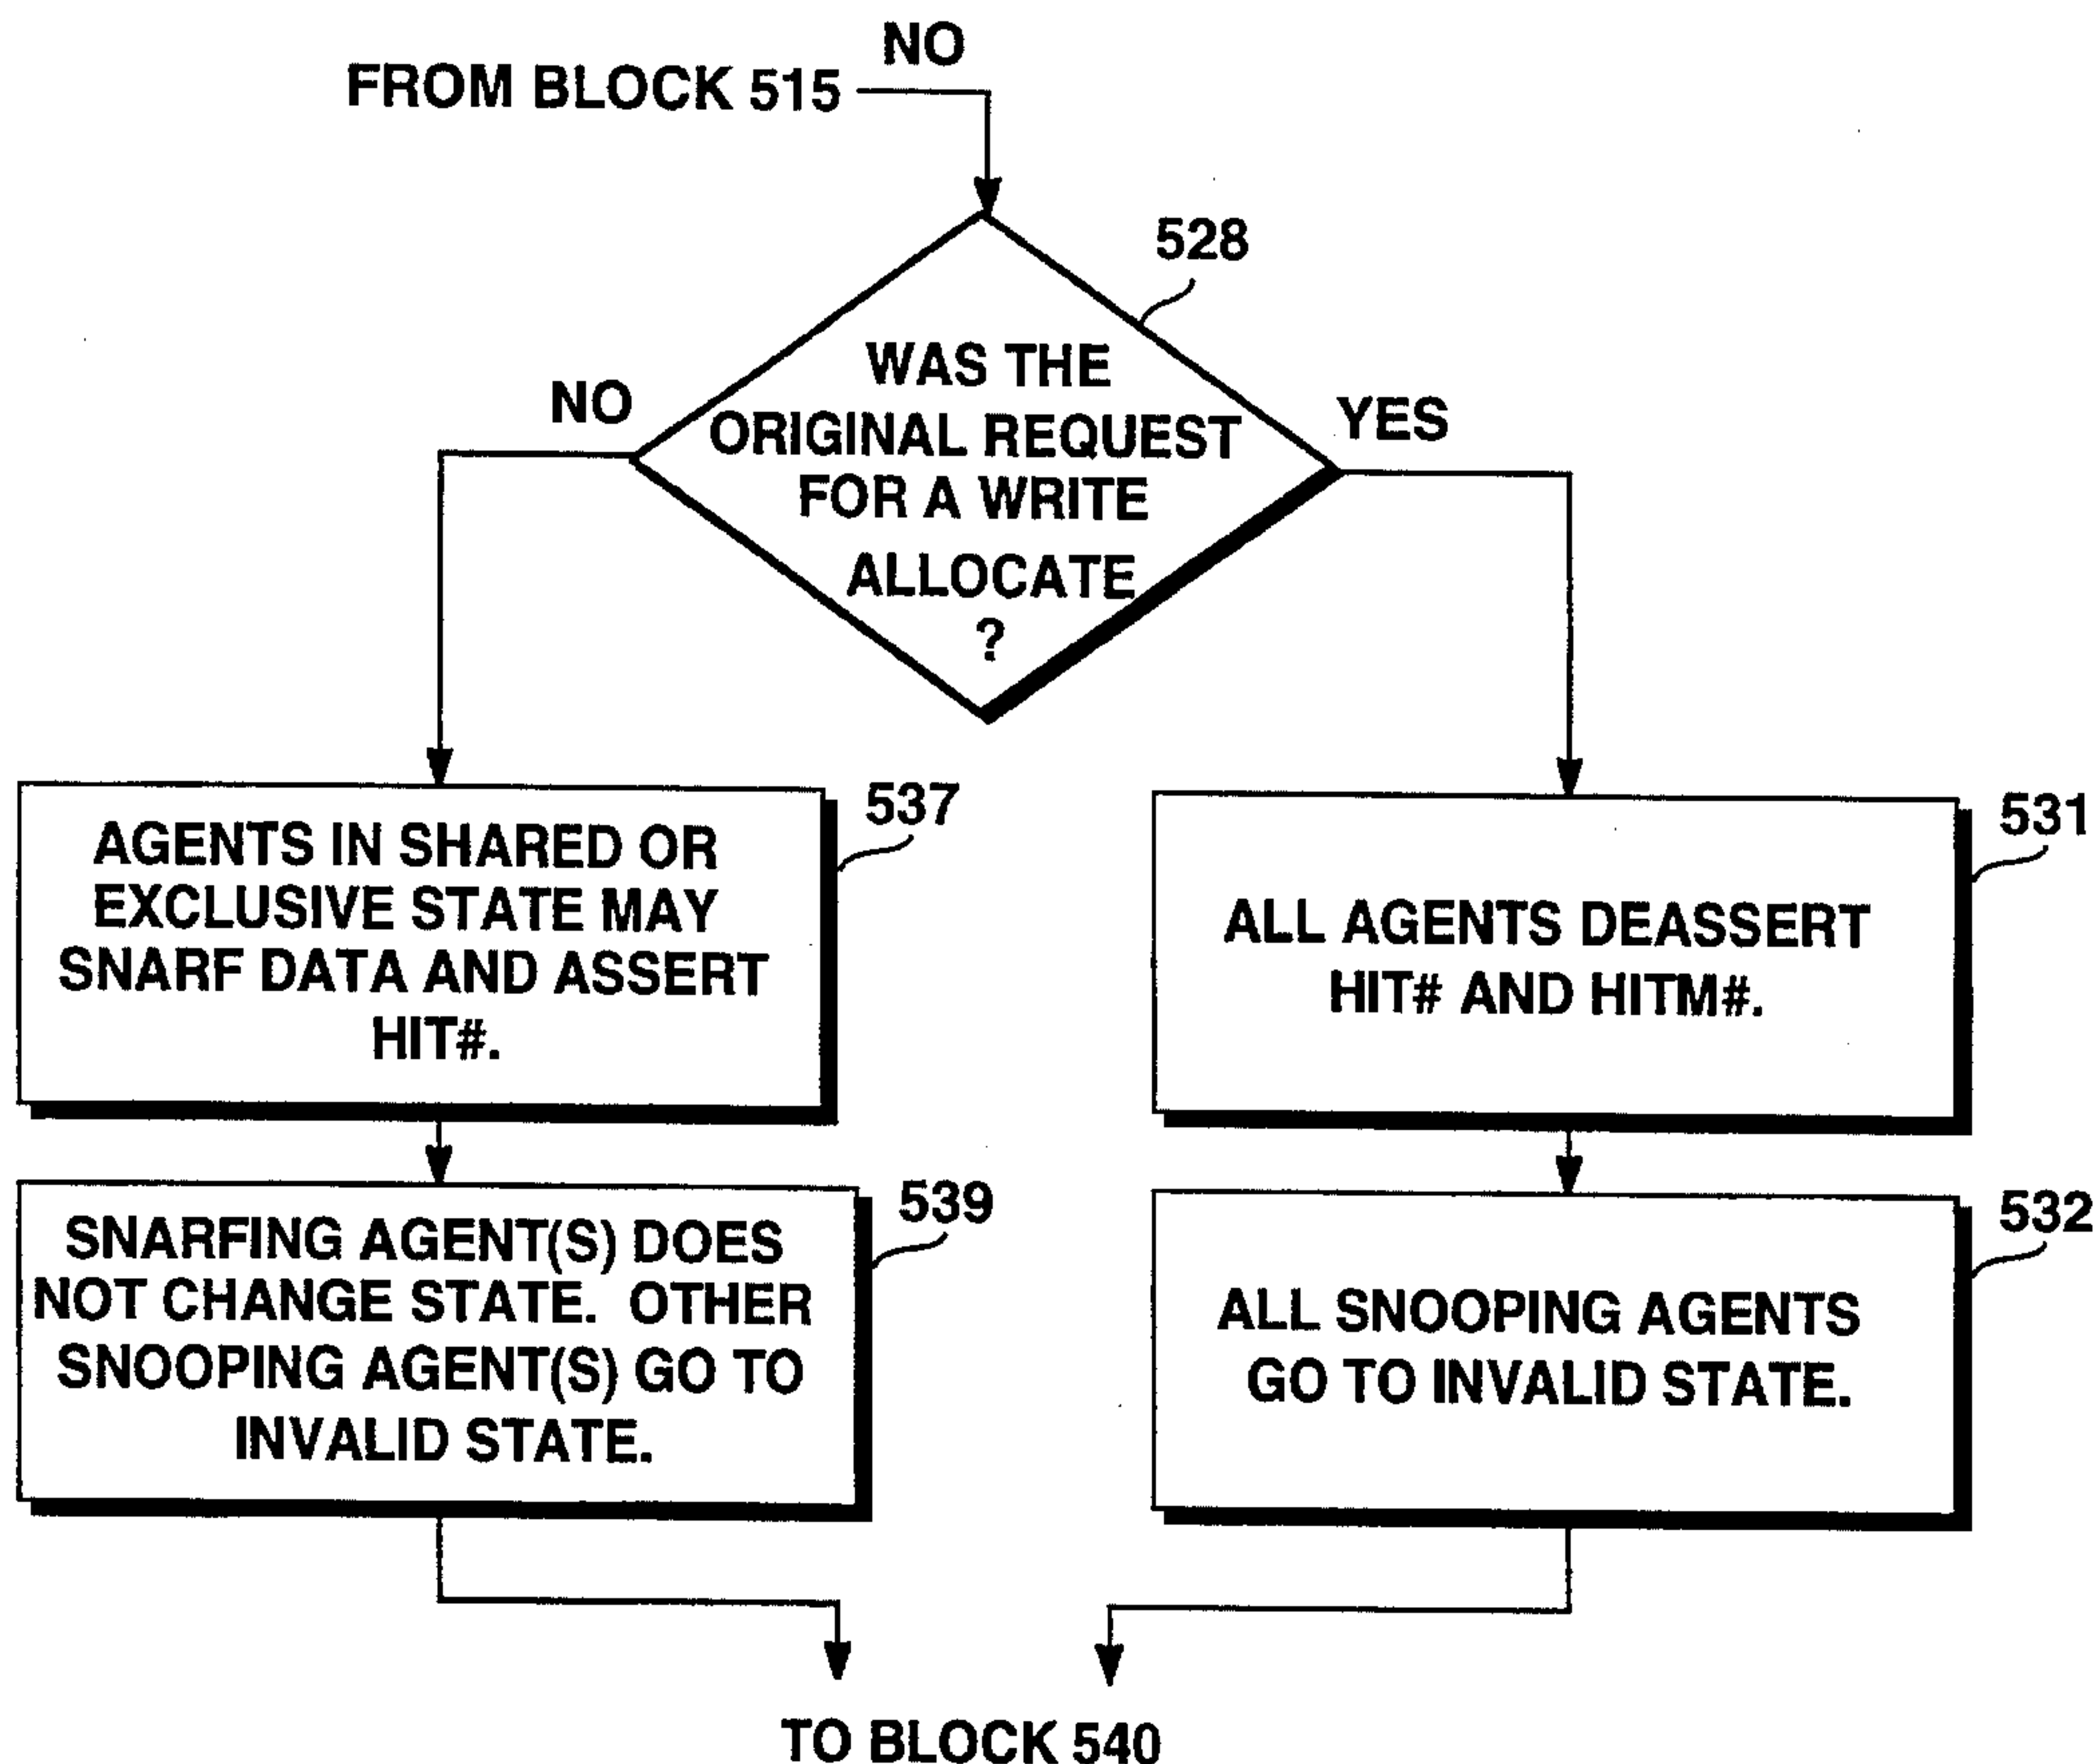 NO
FROM BLOCK 515
528
WAS THE
ORIGINAL REQUEST
FOR A WRITE
ALLOCATE
?
NO
YES
537
AGENTS IN SHARED OR
EXCLUSIVE STATE MAY
SNARF DATA AND ASSERT
HIT#.
531
ALL AGENTS DEASSERT
HIT# AND HITM#.
539
SNARFING AGENT(S) DOES
NOT CHANGE STATE. OTHER
SNOOPING AGENT(S) GO TO
INVALID STATE.
532
ALL SNOOPING AGENTS
GO TO INVALID STATE.
TO BLOCK 540